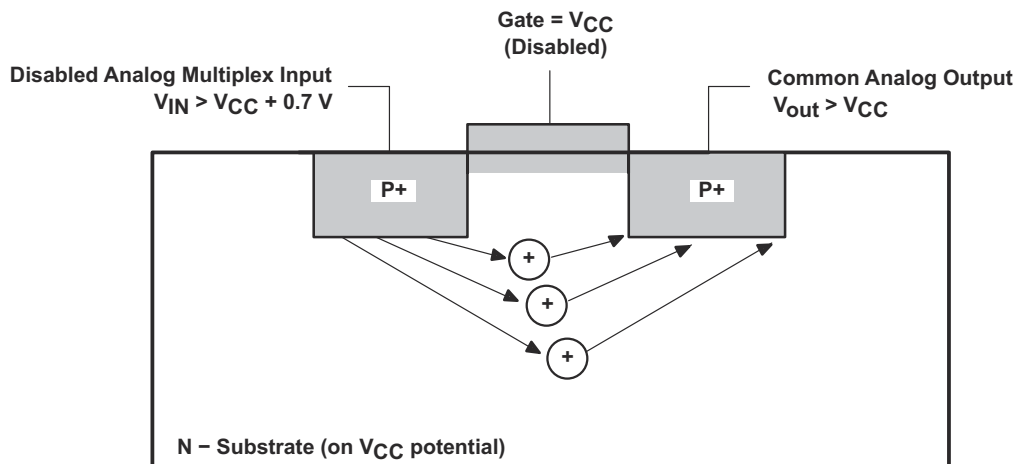 Gate = VCC
(Disabled)
Disabled Analog Multiplex Input
VIN > VCC + 0.7 V
Common Analog Output
Vout > VCC
P+
P+
+
+
+
N − Substrate (on VCC potential)